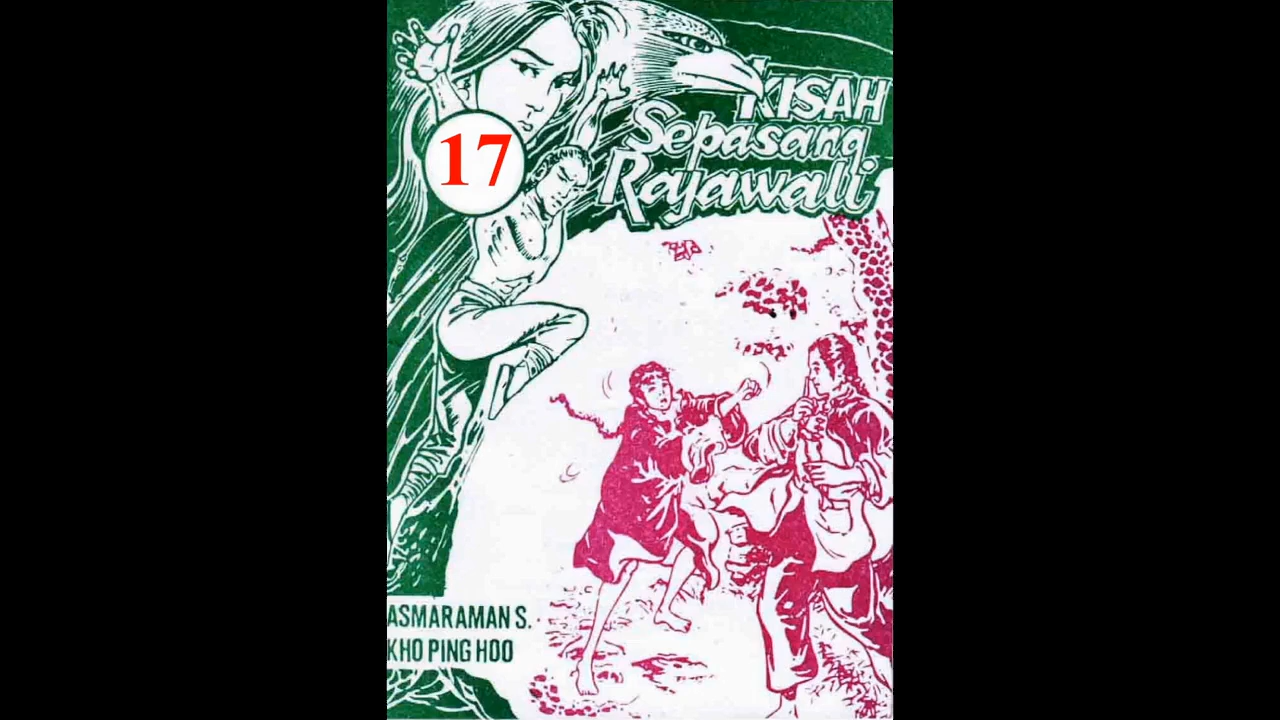 17
KISAH
Sepasang
Rajawali
ASMARAMAN S.
KHO PING HOO